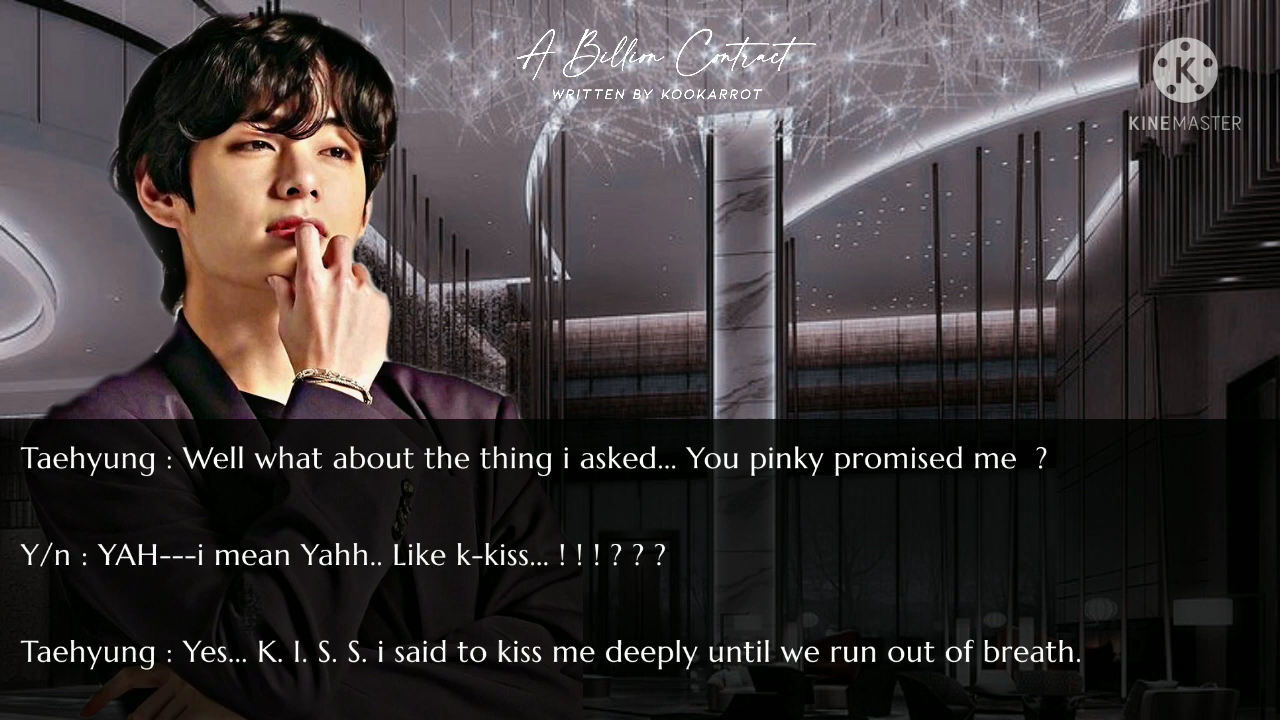 A Billion Contract
WRITTEN BY KOOKARROT
K
KINEMASTER
Taehyung : Well what about the thing i asked... You pinky promised me ?
Y/n : YAH---i mean Yahh.. Like k-kiss... ! ! ! ? ? ?
Taehyung : Yes... K. I. S. S. i said to kiss me deeply until we run out of breath.